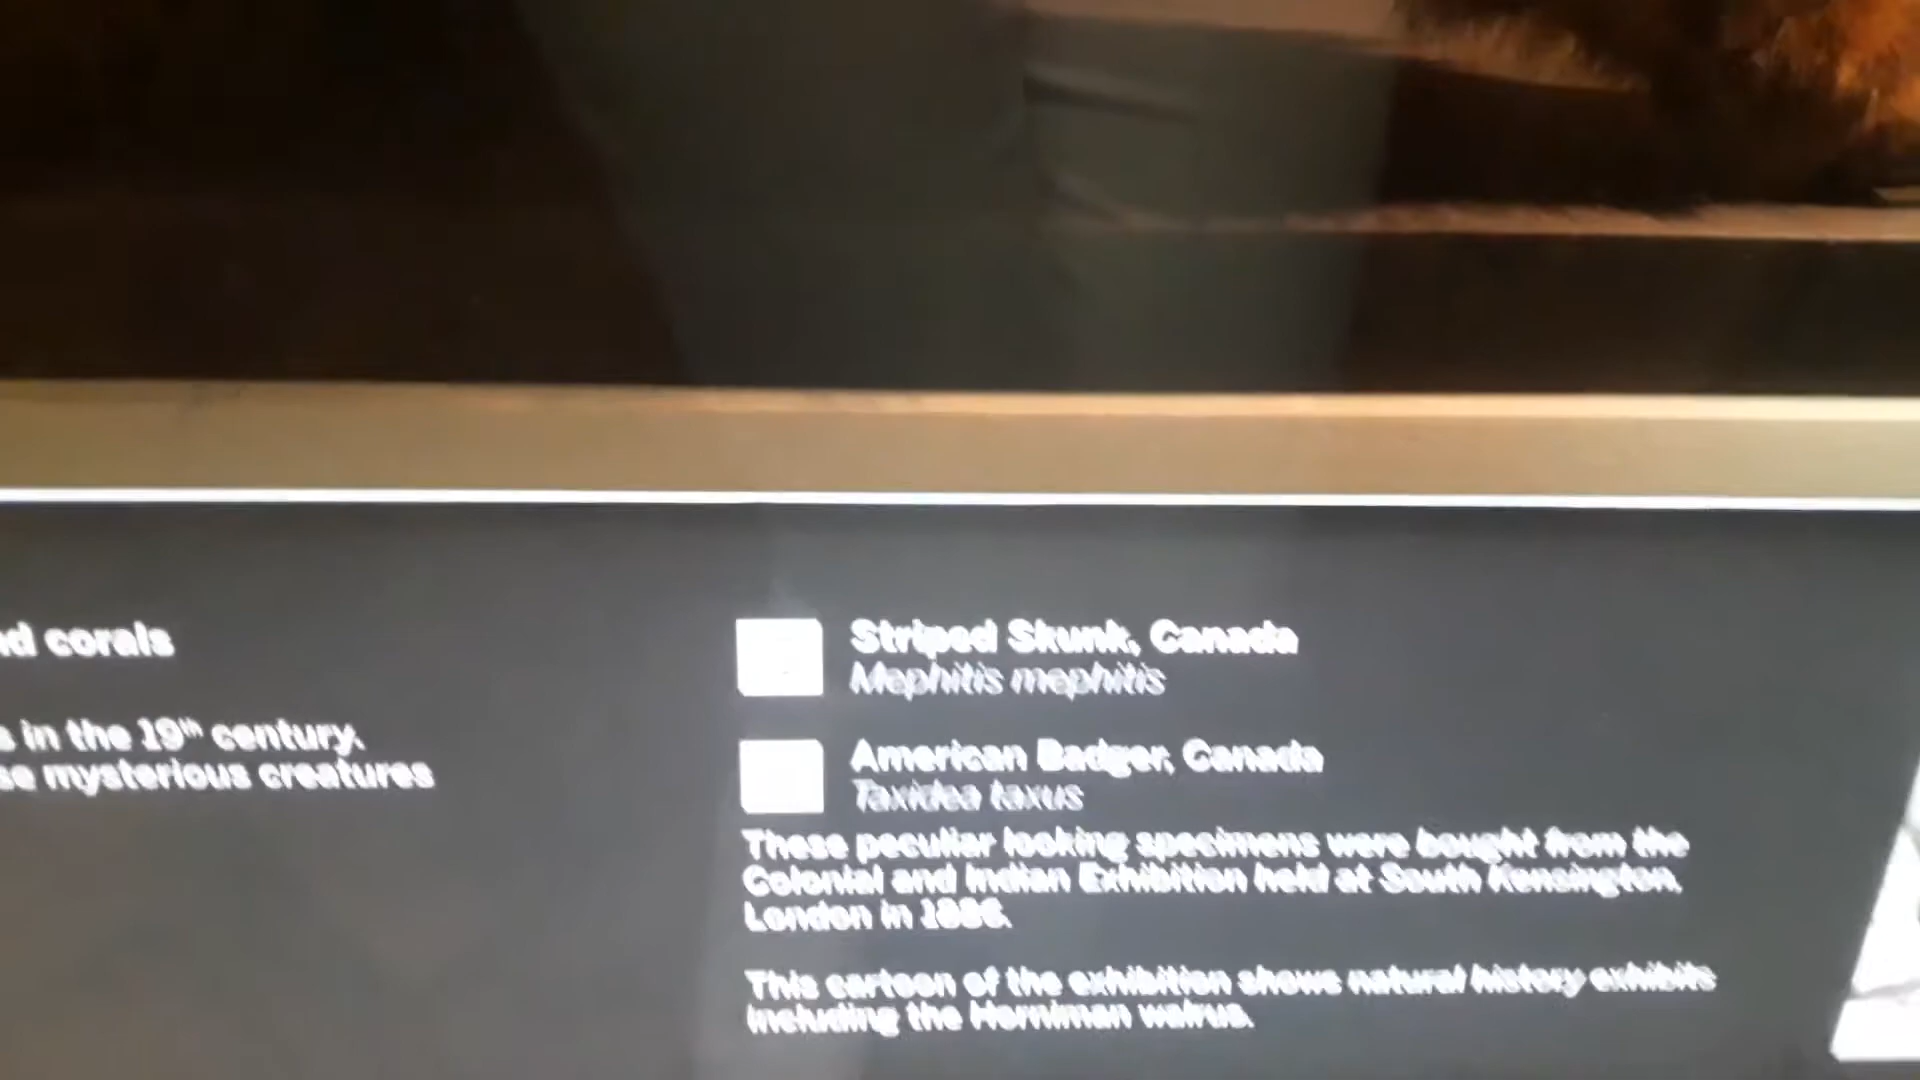 nd corals
s in the 19th century.
se mysterious creatures
Striped Skunk, Canada
Mephitis mephitis
American Badger, Canada
Taxidea taxus
These peculiar looking specimens were bought from the
Colonial and Indian Exhibition held at South Kensington,
London in 1886.
This cartoon of the exhibition shows natural history exhibits
including the Horniman walrus.